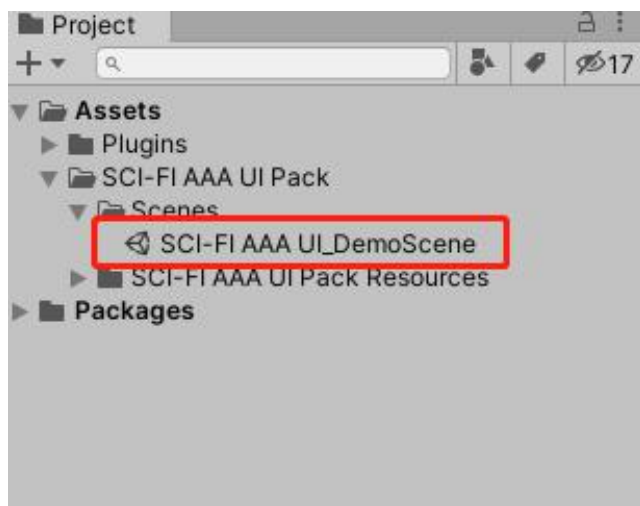 Project
17
Assets
Plugins
SCI-FI AAA UI Pack
Scenes
SCI-FI AAA UI_DemoScene
SCI-FI AAA UI Pack Resources
Packages